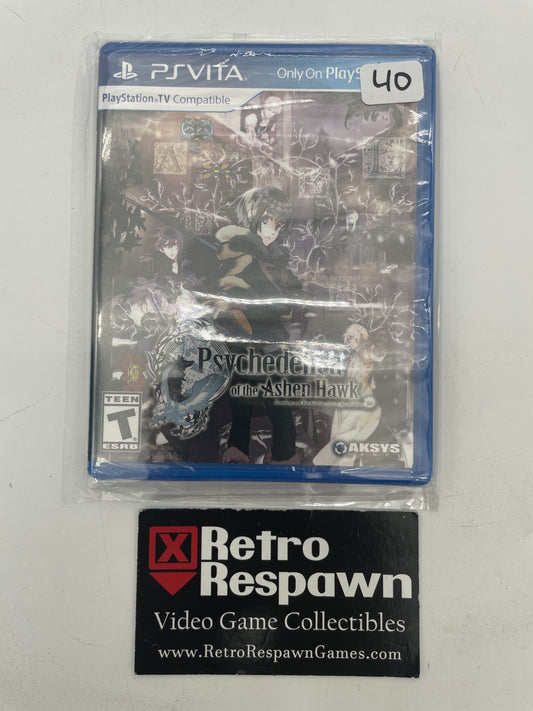 PSVITA
Only On PlayS
40
PlayStation®TV Compatible
Psychedelica
of the Ashen Hawk
TEEN
T
ESRB
AKSYS
GAMES
X
Retro
Respawn
Video Game Collectibles
www.RetroRespawnGames.com